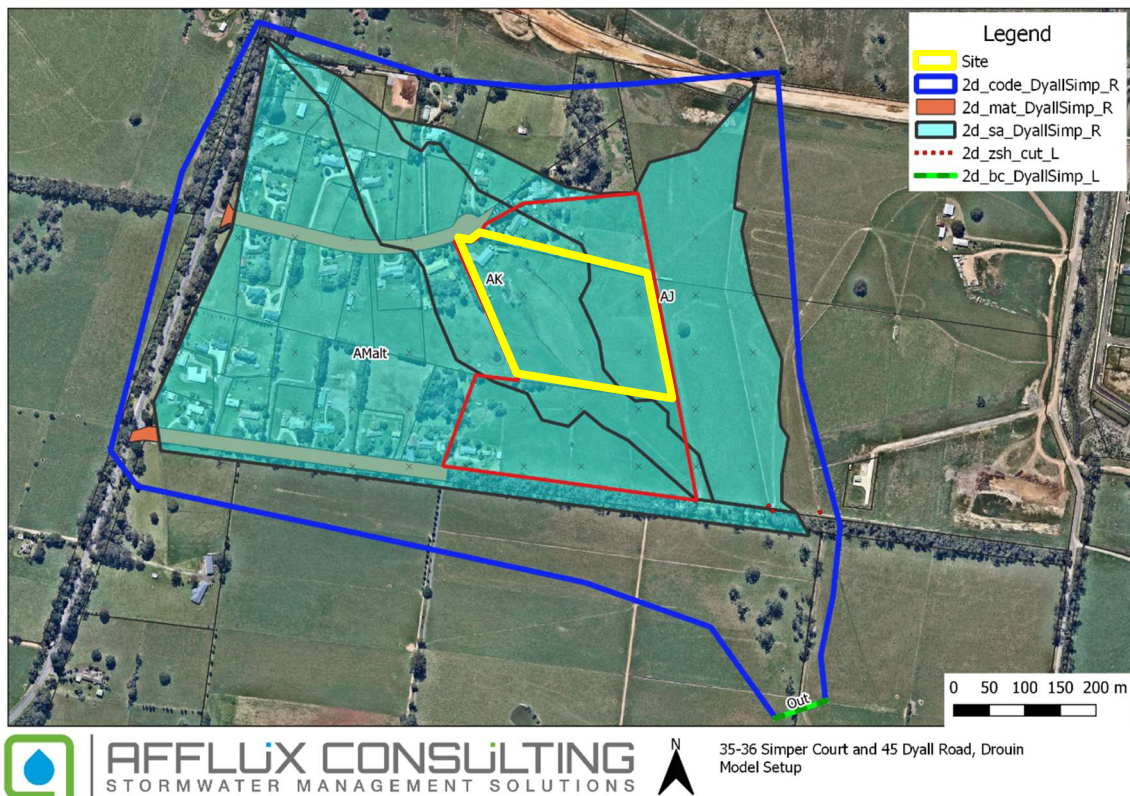 Legend
Site
2d_code_DyallSimp_R
2d_mat_DyallSimp_R
2d_sa_DyallSimp_R
2d_zsh_cut_L
2d_bc_DyallSimp_L
AK
AJ
AMalt
Out
0 50 100 150 200 m
AFFLUX CONSULTING
STORMWATER MANAGEMENT SOLUTIONS
N
35-36 Simper Court and 45 Dyall Road, Drouin
Model Setup